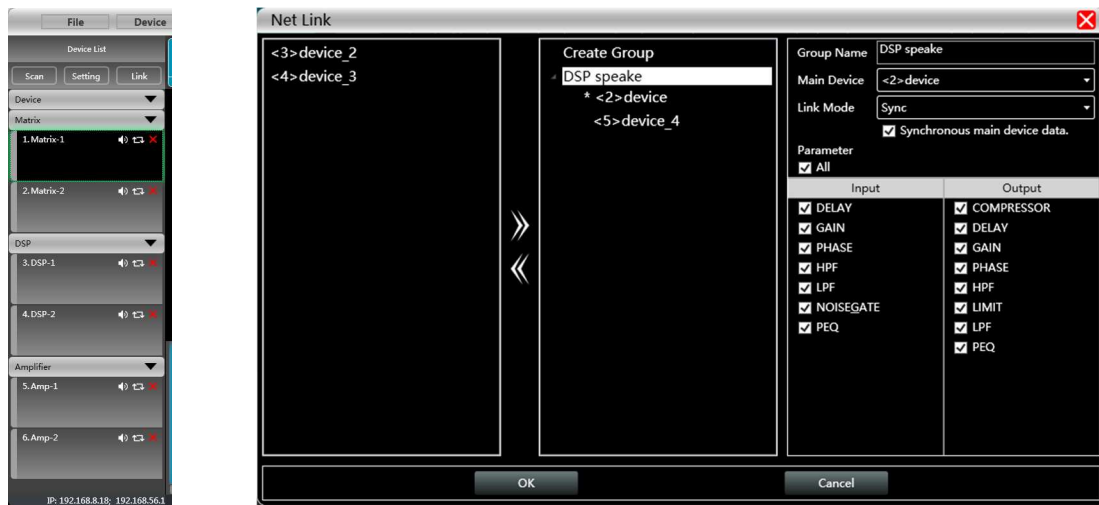 File Device
Device List
Scan Setting Link
Device
Matrix
1.Matrix-1
2.Matrix-2
DSP
3.DSP-1
4.DSP-2
Amplifier
5.Amp-1
6.Amp-2
IP: 192.168.8.18; 192.168.56.1
Net Link
<3>device_2
<4>device_3
Create Group
DSP speake
* <2>device
<5>device_4
Group Name DSP speake
Main Device <2>device
Link Mode Sync
Synchronous main device data.
Parameter
All
Input Output
DELAY COMPRESSOR
GAIN DELAY
PHASE GAIN
HPF PHASE
LPF HPF
NOISEGATE LIMIT
PEQ LPF
PEQ
OK Cancel